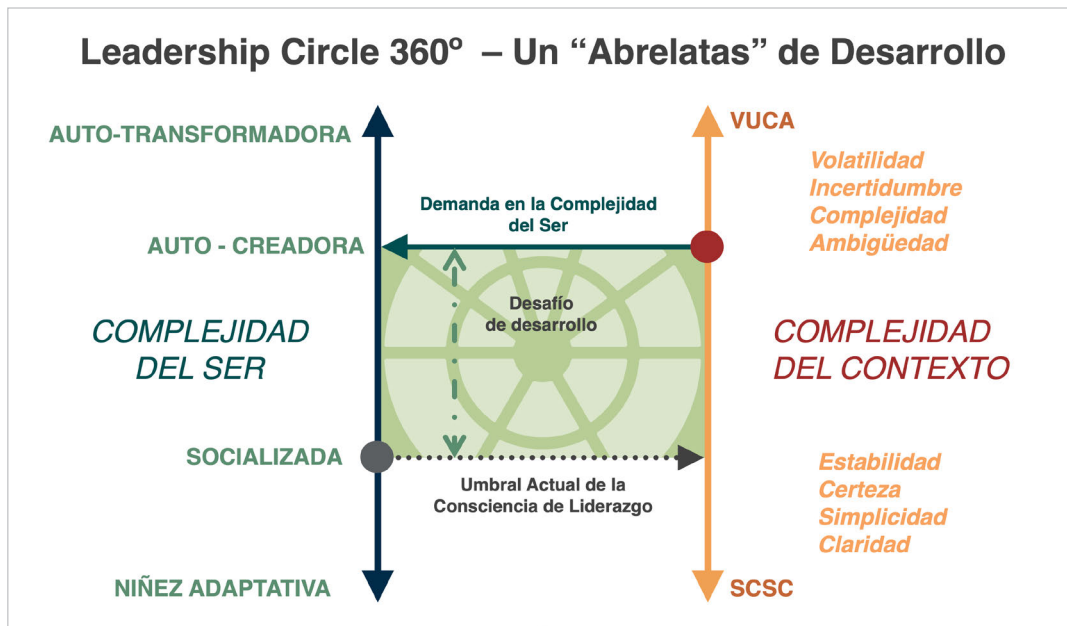 Leadership Circle 360º – Un “Abrelatas” de Desarrollo
AUTO-TRANSFORMADORA
VUCA
Volatilidad
Incertidumbre
Complejidad
Ambigüedad
Demanda en la Complejidad
del Ser
AUTO - CREADORA
Desafío
de desarrollo
COMPLEJIDAD
DEL SER
COMPLEJIDAD
DEL CONTEXTO
SOCIALIZADA
Umbral Actual de la
Consciencia de Liderazgo
Estabilidad
Certeza
Simplicidad
Claridad
NIÑEZ ADAPTATIVA
SCSC